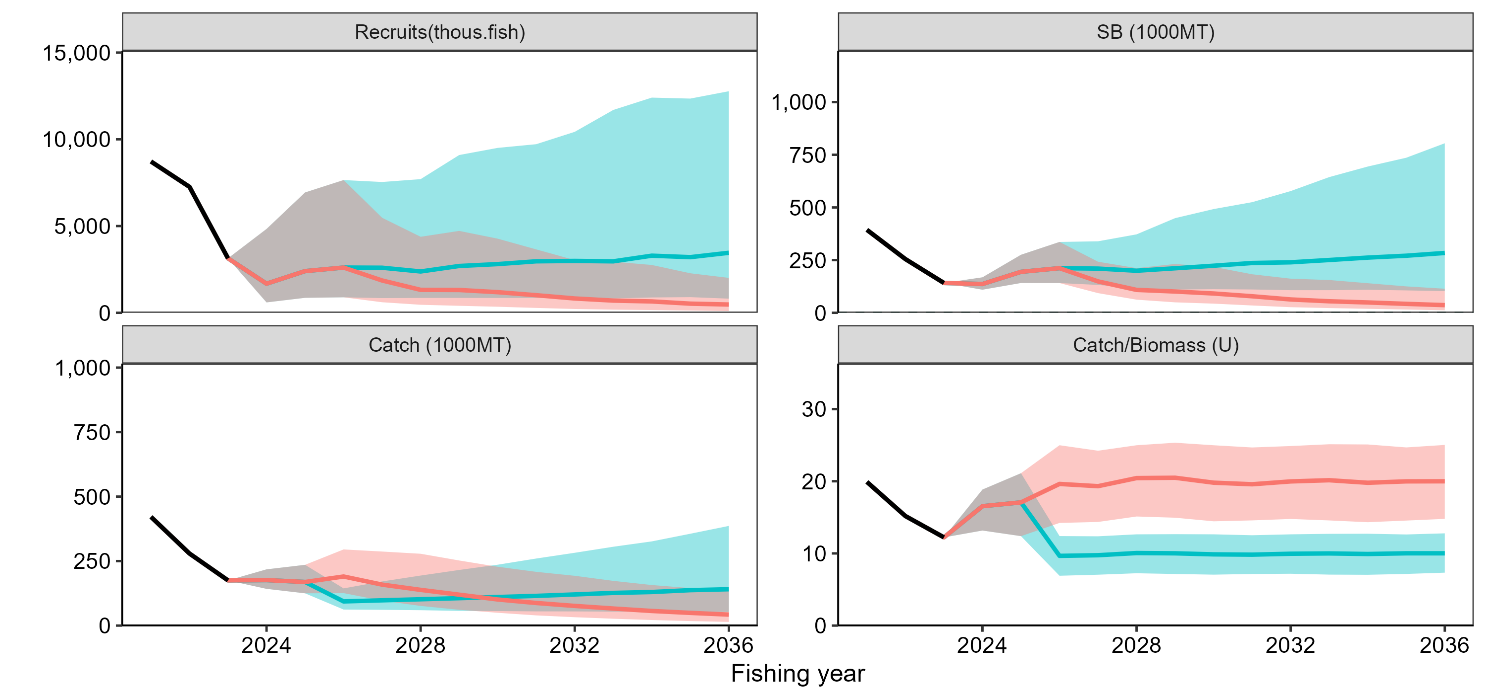 Recruits(thous.fish)
15,000
10,000
5,000
0
SB (1000MT)
1,000
750
500
250
0
Catch (1000MT)
1,000
750
500
250
0
2024 2028 2032 2036
Catch/Biomass (U)
30
20
10
0
2024 2028 2032 2036
Fishing year